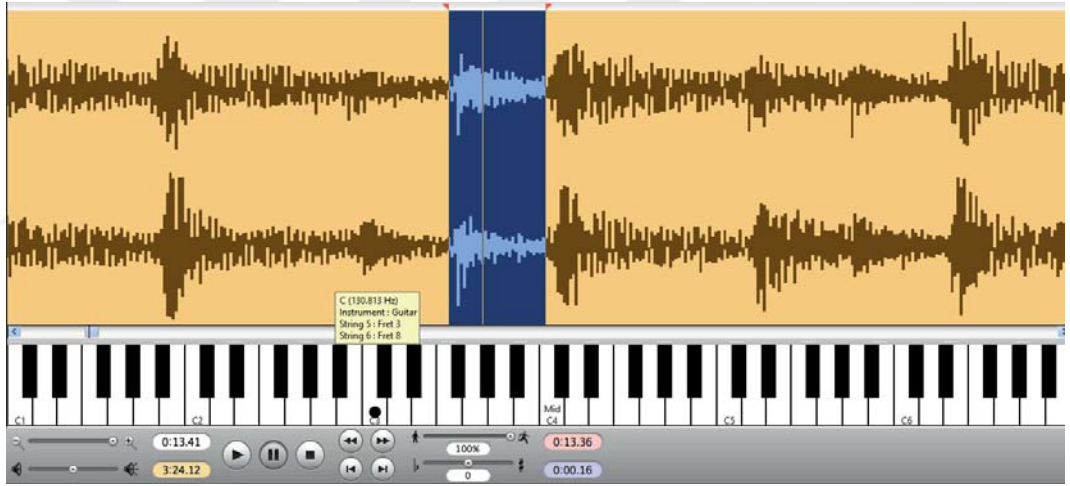 C (130.813 Hz)
Instrument : Guitar
String 5 : Fret 3
String 6 : Fret 8
Mid
C1 C2 C3 C4 C5 C6
0:13.41 100% 0:13.36
3:24.12 0 0:00.16